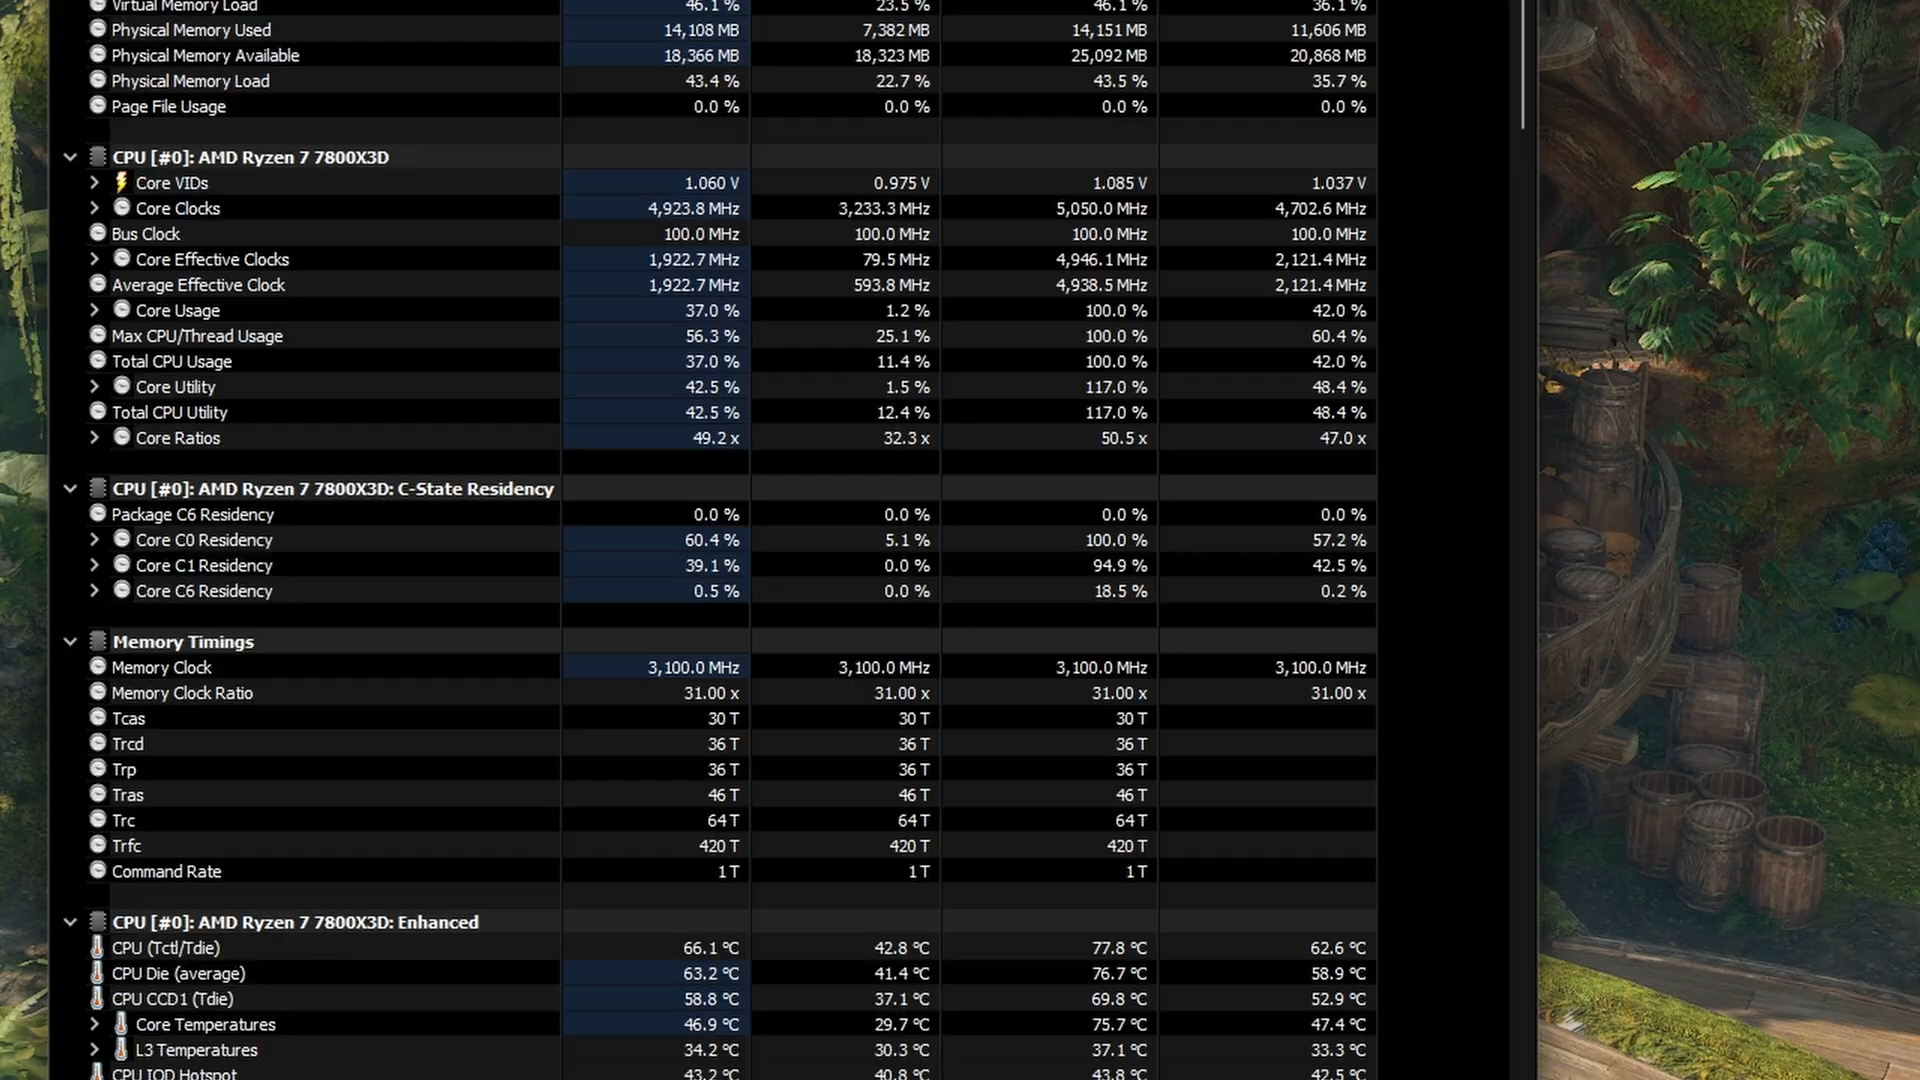 Virtual Memory Load 46.1 % 23.5 % 46.1 % 36.1 %
Physical Memory Used 14,108 MB 7,382 MB 14,151 MB 11,606 MB
Physical Memory Available 18,366 MB 18,323 MB 25,092 MB 20,868 MB
Physical Memory Load 43.4 % 22.7 % 43.5 % 35.7 %
Page File Usage 0.0 % 0.0 % 0.0 % 0.0 %
CPU [#0]: AMD Ryzen 7 7800X3D
Core VIDs 1.060 V 0.975 V 1.085 V 1.037 V
Core Clocks 4,923.8 MHz 3,233.3 MHz 5,050.0 MHz 4,702.6 MHz
Bus Clock 100.0 MHz 100.0 MHz 100.0 MHz 100.0 MHz
Core Effective Clocks 1,922.7 MHz 79.5 MHz 4,946.1 MHz 2,121.4 MHz
Average Effective Clock 1,922.7 MHz 593.8 MHz 4,938.5 MHz 2,121.4 MHz
Core Usage 37.0 % 1.2 % 100.0 % 42.0 %
Max CPU/Thread Usage 56.3 % 25.1 % 100.0 % 60.4 %
Total CPU Usage 37.0 % 11.4 % 100.0 % 42.0 %
Core Utility 42.5 % 1.5 % 117.0 % 48.4 %
Total CPU Utility 42.5 % 12.4 % 117.0 % 48.4 %
Core Ratios 49.2 x 32.3 x 50.5 x 47.0 x
CPU [#0]: AMD Ryzen 7 7800X3D: C-State Residency
Package C6 Residency 0.0 % 0.0 % 0.0 % 0.0 %
Core C0 Residency 60.4 % 5.1 % 100.0 % 57.2 %
Core C1 Residency 39.1 % 0.0 % 94.9 % 42.5 %
Core C6 Residency 0.5 % 0.0 % 18.5 % 0.2 %
Memory Timings
Memory Clock 3,100.0 MHz 3,100.0 MHz 3,100.0 MHz 3,100.0 MHz
Memory Clock Ratio 31.00 x 31.00 x 31.00 x 31.00 x
Tcas 30 T 30 T 30 T
Trcd 36 T 36 T 36 T
Trp 36 T 36 T 36 T
Tras 46 T 46 T 46 T
Trc 64 T 64 T 64 T
Trfc 420 T 420 T 420 T
Command Rate 1 T 1 T 1 T
CPU [#0]: AMD Ryzen 7 7800X3D: Enhanced
CPU (Tctl/Tdie) 66.1 °C 42.8 °C 77.8 °C 62.6 °C
CPU Die (average) 63.2 °C 41.4 °C 76.7 °C 58.9 °C
CPU CCD1 (Tdie) 58.8 °C 37.1 °C 69.8 °C 52.9 °C
Core Temperatures 46.9 °C 29.7 °C 75.7 °C 47.4 °C
L3 Temperatures 34.2 °C 30.3 °C 37.1 °C 33.3 °C
CPU IOD Hotspot 43.2 °C 40.8 °C 43.8 °C 42.5 °C